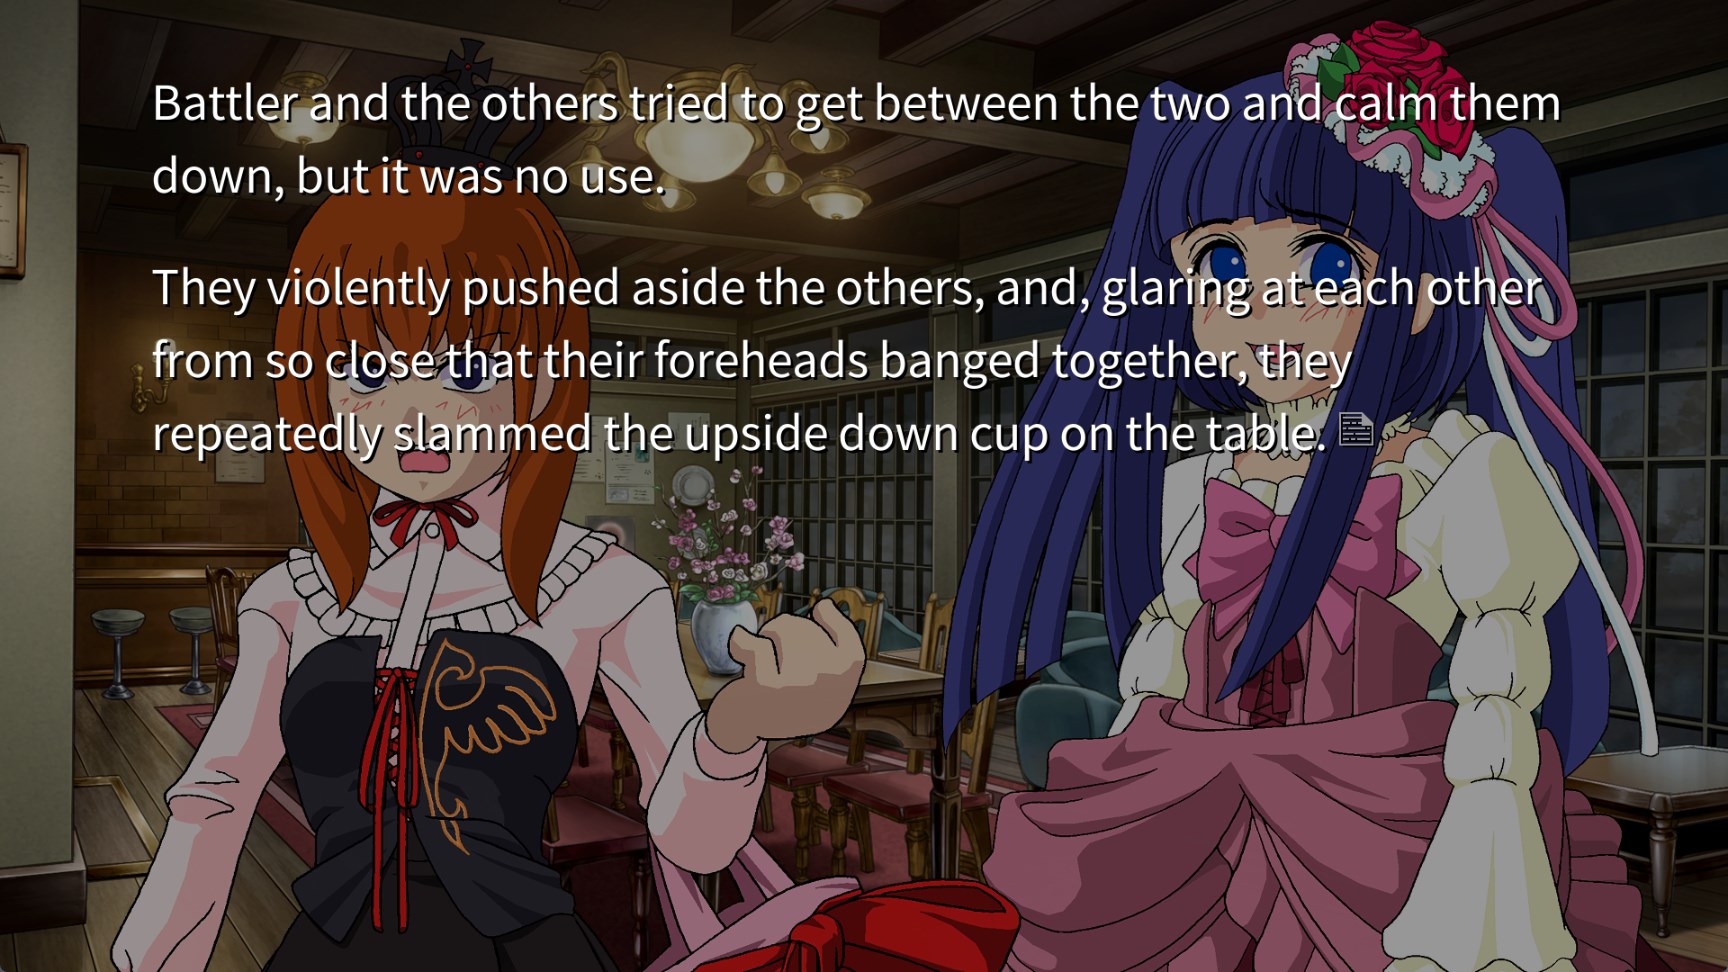 Battler and the others tried to get between the two and calm them
down, but it was no use.
They violently pushed aside the others, and, glaring at each other
from so close that their foreheads banged together, they
repeatedly slammed the upside down cup on the table.